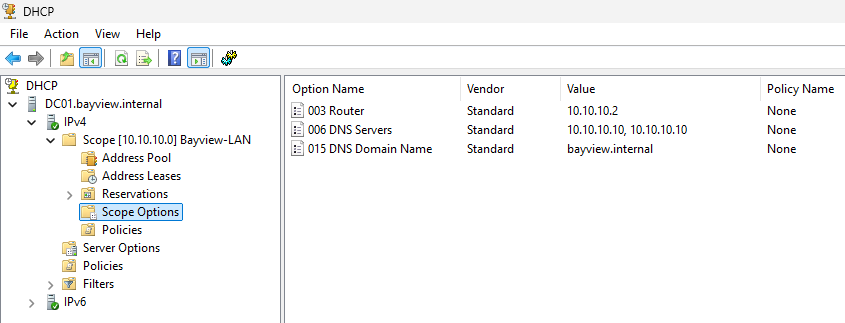 DHCP
File Action View Help
DHCP
DC01.bayview.internal
IPv4
Scope [10.10.10.0] Bayview-LAN
Address Pool
Address Leases
Reservations
Scope Options
Policies
Server Options
Policies
Filters
IPv6
Option Name Vendor Value Policy Name
003 Router Standard 10.10.10.2 None
006 DNS Servers Standard 10.10.10.10, 10.10.10.10 None
015 DNS Domain Name Standard bayview.internal None